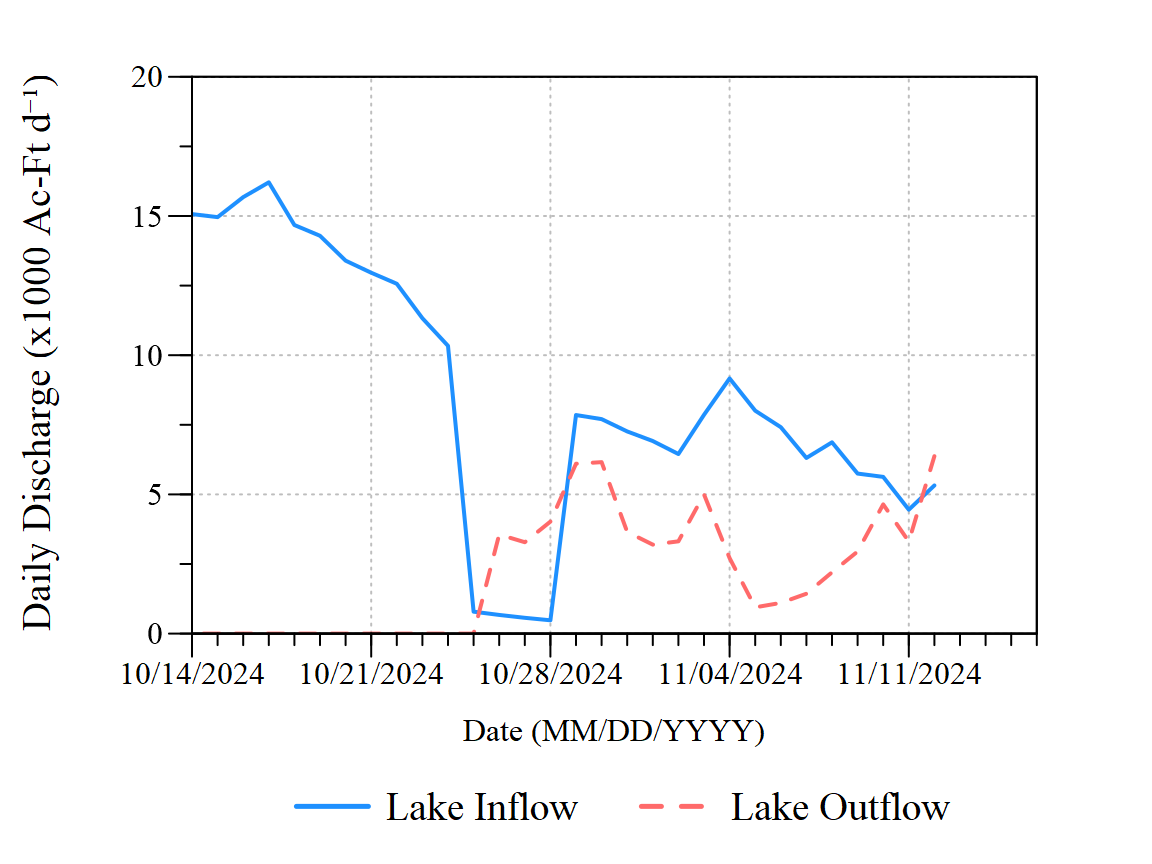 Daily Discharge (x1000 Ac-Ft d⁻¹)
20
15
10
5
0
10/14/2024 10/21/2024 10/28/2024 11/04/2024 11/11/2024
Date (MM/DD/YYYY)
Lake Inflow Lake Outflow